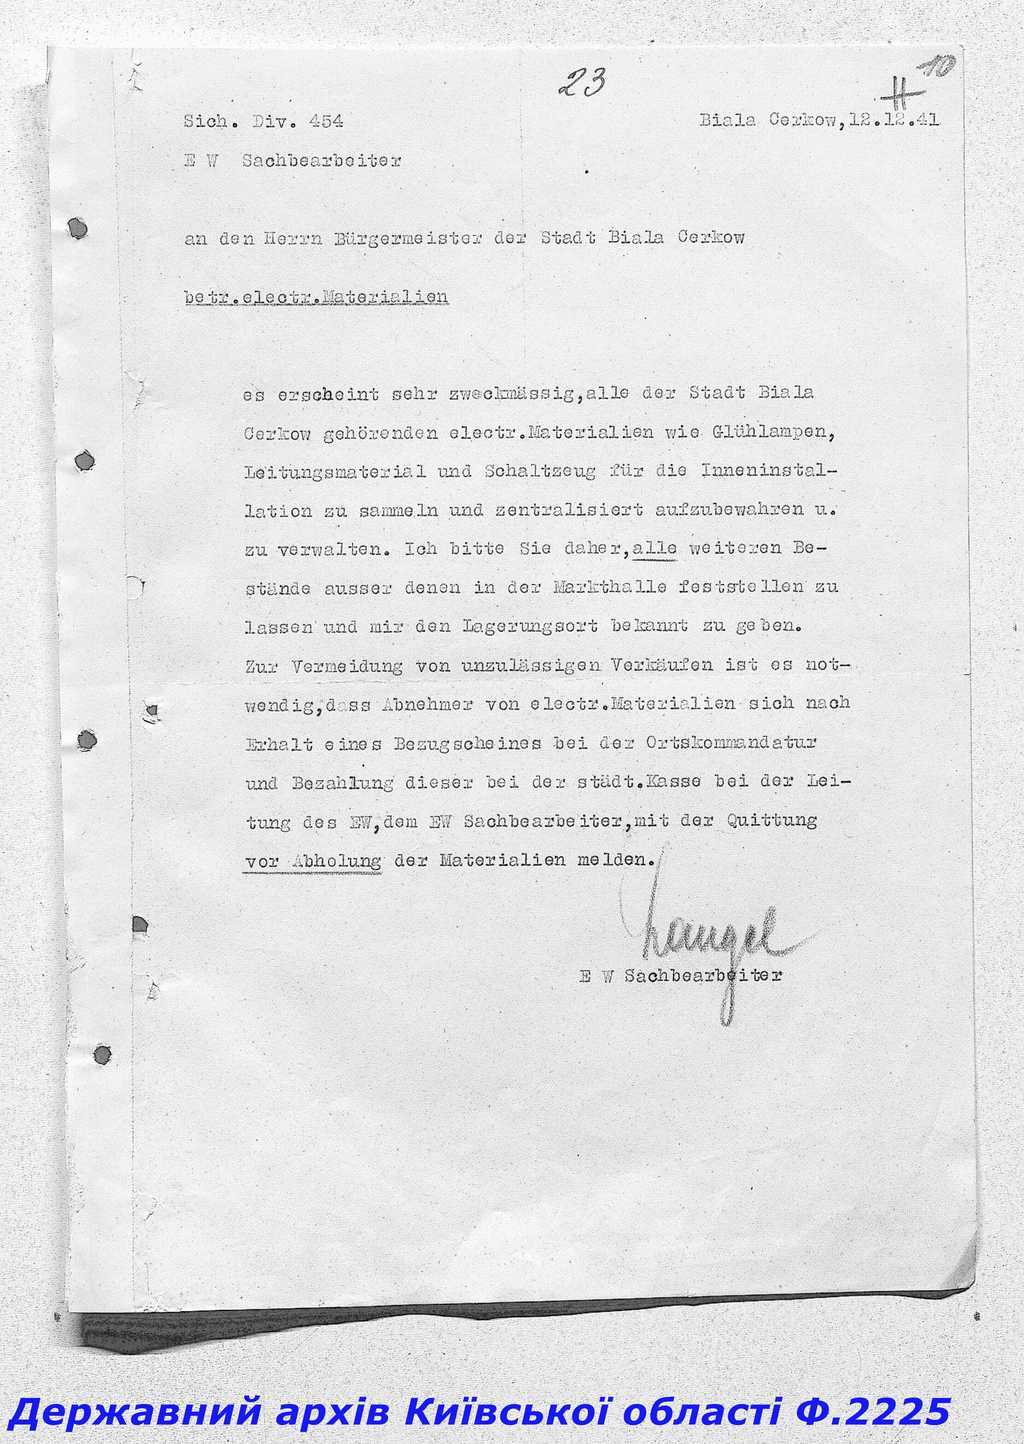 23
10
Sich. Div. 454 Biala Cerkow,12.12.41
E W Sachbearbeiter
an den Herrn Bürgermeister der Stadt Biala Cerkow
betr.electr.Materialien
es erscheint sehr zweckmässig,alle der Stadt Biala
Cerkow gehörenden electr.Materialien wie Glühlampen,
Leitungsmaterial und Schaltzeug für die Inneninstal-
lation zu sammeln und zentralisiert aufzubewahren u.
zu verwalten. Ich bitte Sie daher,alle weiteren Be-
stände ausser denen in der Markthalle feststellen zu
lassen und mir den Lagerungsort bekannt zu geben.
Zur Vermeidung von unzulässigen Verkäufen ist es not-
wendig,dass Abnehmer von electr.Materialien sich nach
Erhalt eines Bezugscheines bei der Ortskommandatur
und Bezahlung dieser bei der städt.Kasse bei der Lei-
tung des EW,dem EW Sachbearbeiter,mit der Quittung
vor Abholung der Materialien melden.
E W Sachbearbeiter
Державний архів Київської області Ф.2225